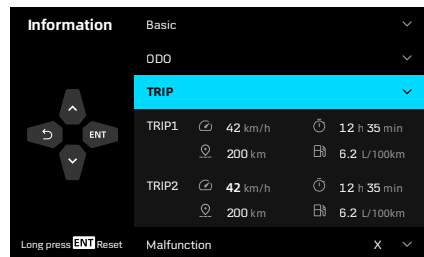 Information
Basic
ODO
TRIP
ENT
TRIP1 42 km/h 12 h 35 min
200 km 6.2 L/100km
TRIP2 42 km/h 12 h 35 min
200 km 6.2 L/100km
Long press ENT Reset
Malfunction X